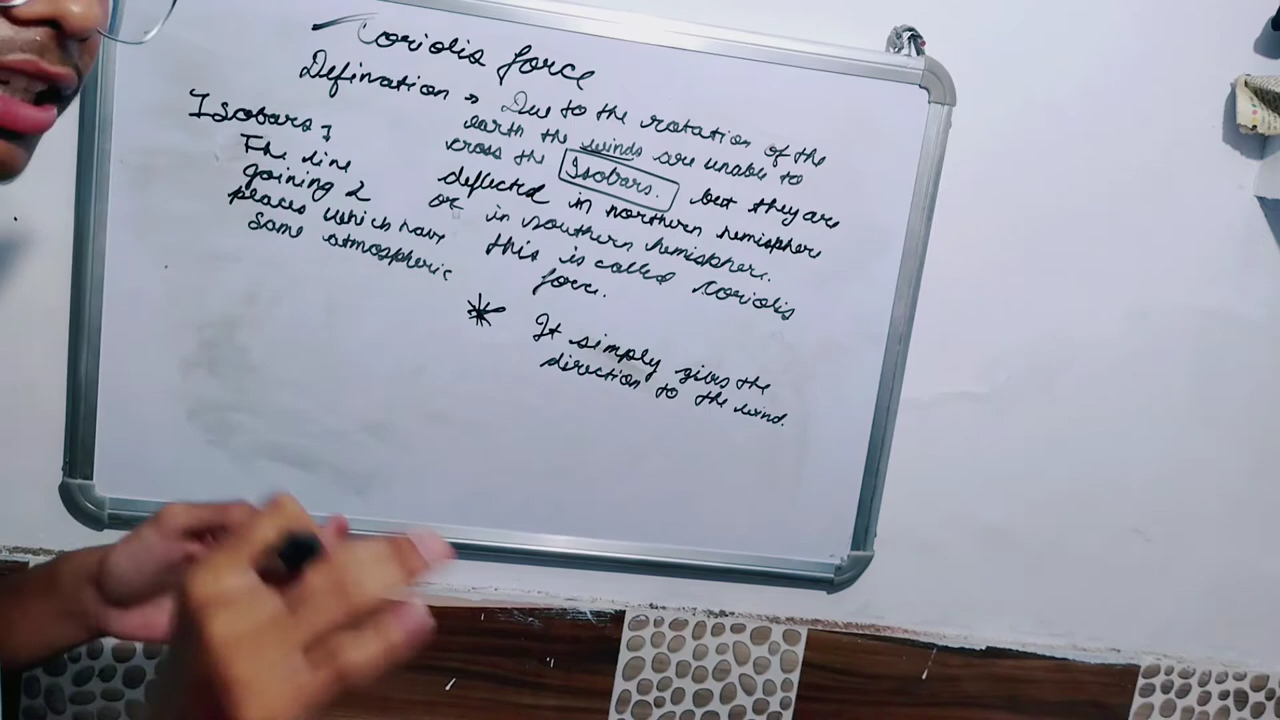 Coriolis force
Defination → Due to the rotation of the
earth the winds are unable to
cross the Isobars. but they are
deflected in northern hemisphere
or in southern hemisphere.
this is called Coriolis
force.
It simply gives the
direction to the wind.
Isobars →
The line
joining 2
places which have
same atmospheric